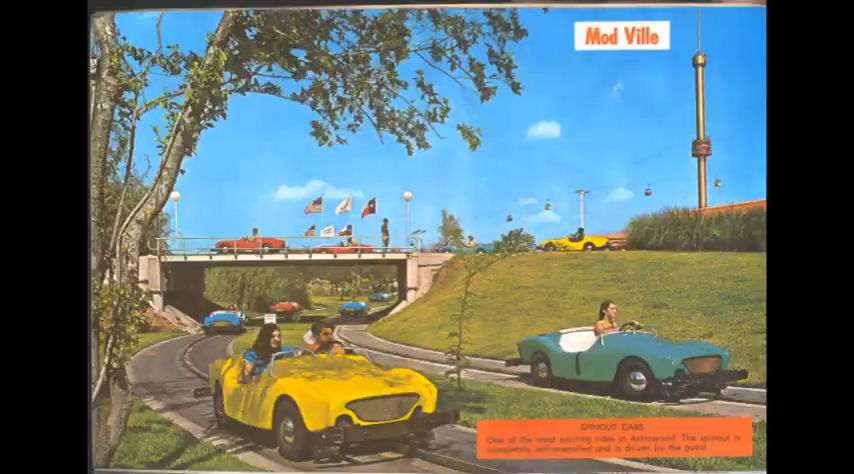 Mod Ville
SPINOUT CARS
One of the most exciting rides in Astroworld. The spinout is
completely self-propelled and is driven by the guest.